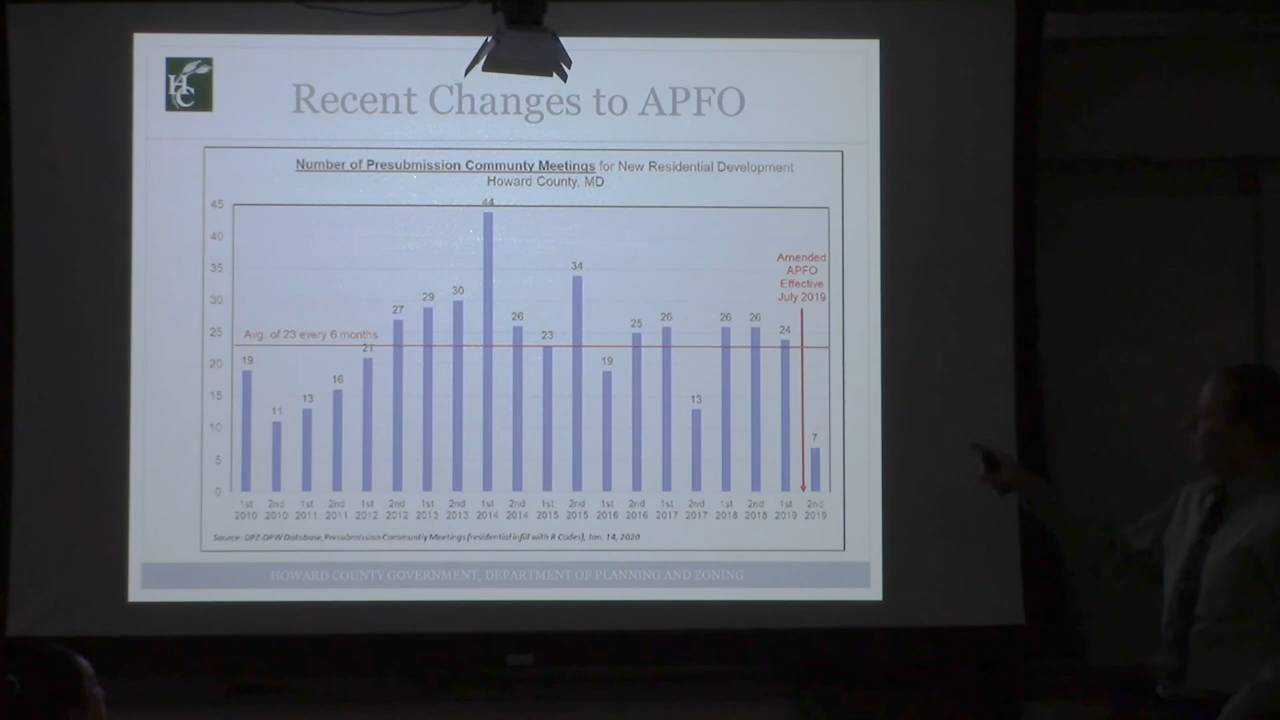 HC
Recent Changes to APFO
Number of Presubmission Communty Meetings for New Residential Development
Howard County, MD
45
40
35
30
25
20
15
10
5
0
Avg. of 23 every 6 months
19
11
13
16
21
27
29
30
44
26
23
34
19
25
26
13
26
26
24
7
Amended
APFO
Effective
July 2019
1st 2nd 1st 2nd 1st 2nd 1st 2nd 1st 2nd 1st 2nd 1st 2nd 1st 2nd 1st 2nd 1st 2nd
2010 2010 2011 2011 2012 2012 2013 2013 2014 2014 2015 2015 2016 2016 2017 2017 2018 2018 2019 2019
Source: DPZ-DPW Database, Presubmission Community Meetings (residential infill with R Codes), Jan. 14, 2020
HOWARD COUNTY GOVERNMENT, DEPARTMENT OF PLANNING AND ZONING